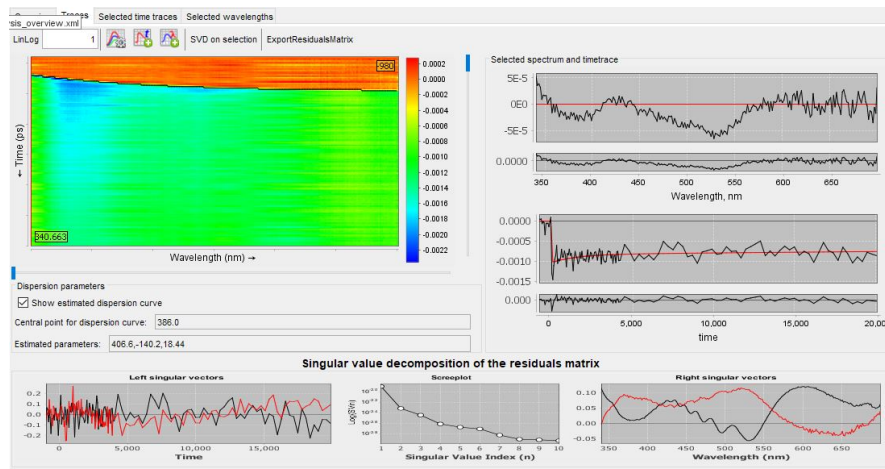 Traces Selected time traces Selected wavelengths
sis_overview.xml
LinLog 1 SVD on selection ExportResidualsMatrix
-980
340.663
← Time (ps)
Wavelength (nm) →
0.0002
0.0000
-0.0002
-0.0004
-0.0006
-0.0008
-0.0010
-0.0012
-0.0014
-0.0016
-0.0018
-0.0020
-0.0022
Selected spectrum and timetrace
5E-5
0E0
-5E-5
0.0000
350 400 450 500 550 600 650
Wavelength, nm
0.0000
-0.0005
-0.0010
-0.0015
0.000
0 5,000 10,000 15,000 20,00
time
Dispersion parameters
Show estimated dispersion curve
Central point for dispersion curve: 386.0
Estimated parameters: 406.6,-140.2,18.44
Singular value decomposition of the residuals matrix
Left singular vectors
0.2
0.1
0.0
-0.1
-0.2
0 5,000 10,000 15,000
Time
Screeplot
Log(SVn)
1 2 3 4 5 6 7 8 9 10
Singular Value Index (n)
Right singular vectors
0.10
0.05
0.00
-0.05
350 400 450 500 550 600 650
Wavelength (nm)